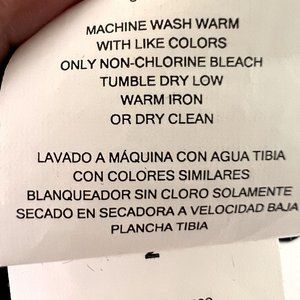 MACHINE WASH WARM
WITH LIKE COLORS
ONLY NON-CHLORINE BLEACH
TUMBLE DRY LOW
WARM IRON
OR DRY CLEAN
LAVADO A MÁQUINA CON AGUA TIBIA
CON COLORES SIMILARES
BLANQUEADOR SIN CLORO SOLAMENTE
SECADO EN SECADORA A VELOCIDAD BAJA
PLANCHA TIBIA